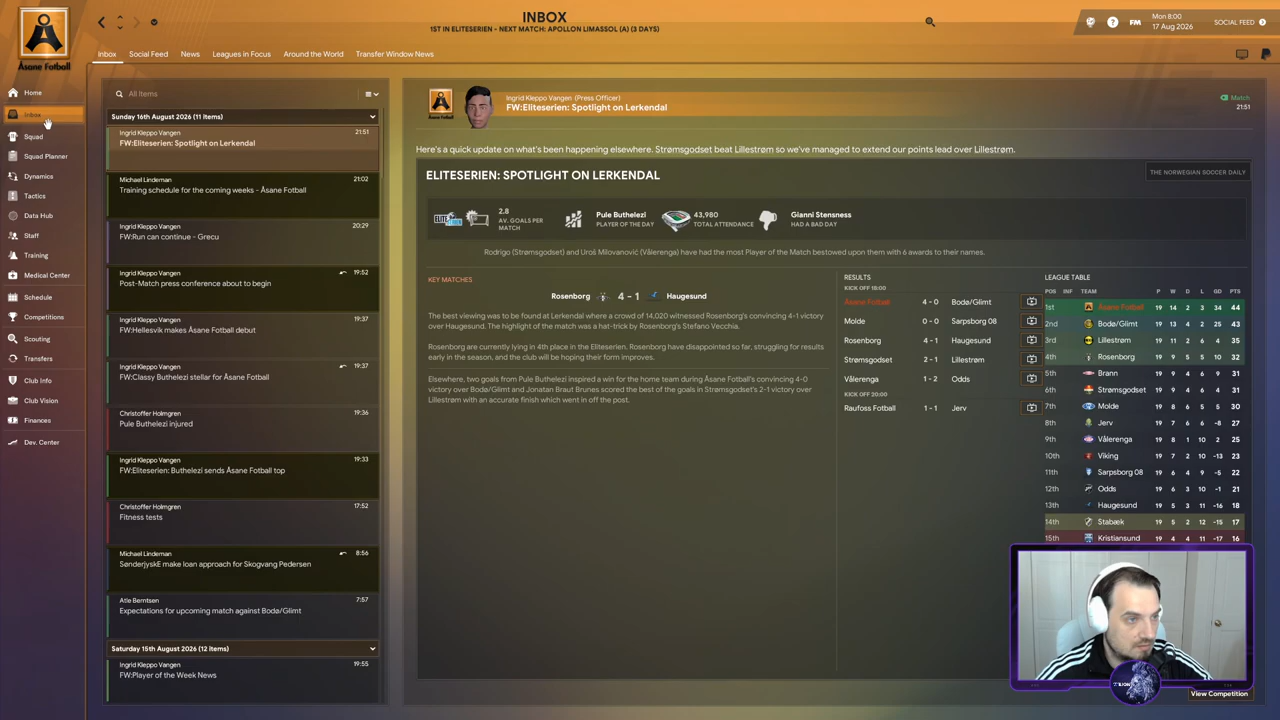 INBOX
1ST IN ELITESERIEN - NEXT MATCH: APOLLON LIMASSOL (A) (3 DAYS)
FM
Mon 8:00
17 Aug 2026
SOCIAL FEED
Åsane Fotball
Inbox
Social Feed
News
Leagues in Focus
Around the World
Transfer Window News
Home
Inbox
Squad
Squad Planner
Dynamics
Tactics
Data Hub
Staff
Training
Medical Center
Schedule
Competitions
Scouting
Transfers
Club Info
Club Vision
Finances
Dev. Center
All Items
Sunday 16th August 2026 (11 items)
Ingrid Kleppo Vangen 21:51
FW:Eliteserien: Spotlight on Lerkendal
Michael Lindeman 21:02
Training schedule for the coming weeks - Åsane Fotball
Ingrid Kleppo Vangen 20:29
FW:Run can continue - Grecu
Ingrid Kleppo Vangen 19:52
Post-Match press conference about to begin
Ingrid Kleppo Vangen 19:37
FW:Hellesvik makes Åsane Fotball debut
Ingrid Kleppo Vangen 19:37
FW:Classy Buthelezi stellar for Åsane Fotball
Christoffer Holmgren 19:36
Pule Buthelezi injured
Ingrid Kleppo Vangen 19:33
FW:Eliteserien: Buthelezi sends Åsane Fotball top
Christoffer Holmgren 17:52
Fitness tests
Michael Lindeman 8:56
SønderjyskE make loan approach for Skogvang Pedersen
Atle Berntsen 7:57
Expectations for upcoming match against Bodø/Glimt
Saturday 15th August 2026 (12 items)
Ingrid Kleppo Vangen 19:55
FW:Player of the Week News
Ingrid Kleppo Vangen (Press Officer)
FW:Eliteserien: Spotlight on Lerkendal
Match
21:51
Here's a quick update on what's been happening elsewhere. Strømsgodset beat Lillestrøm so we've managed to extend our points lead over Lillestrøm.
ELITESERIEN: SPOTLIGHT ON LERKENDAL
THE NORWEGIAN SOCCER DAILY
2.8
AV. GOALS PER
MATCH
Pule Buthelezi
PLAYER OF THE DAY
43,980
TOTAL ATTENDANCE
Gianni Stensness
HAD A BAD DAY
Rodrigo (Strømsgodset) and Uroš Milovanović (Vålerenga) have had the most Player of the Match bestowed upon them with 6 awards to their names.
KEY MATCHES
Rosenborg 4 - 1 Haugesund
The best viewing was to be found at Lerkendal where a crowd of 14,020 witnessed Rosenborg's convincing 4-1 victory
over Haugesund. The highlight of the match was a hat-trick by Rosenborg's Stefano Vecchia.
Rosenborg are currently lying in 4th place in the Eliteserien. Rosenborg have disappointed so far, struggling for results
early in the season, and the club will be hoping their form improves.
Elsewhere, two goals from Pule Buthelezi inspired a win for the home team during Åsane Fotball's convincing 4-0
victory over Bodø/Glimt and Jonatan Braut Brunes scored the best of the goals in Strømsgodset's 2-1 victory over
Lillestrøm with an accurate finish which went in off the post.
RESULTS
KICK OFF 18:00
Åsane Fotball 4 - 0 Bodø/Glimt
Molde 0 - 0 Sarpsborg 08
Rosenborg 4 - 1 Haugesund
Strømsgodset 2 - 1 Lillestrøm
Vålerenga 1 - 2 Odds
KICK OFF 20:00
Raufoss Fotball 1 - 1 Jerv
LEAGUE TABLE
POS INF TEAM P W D L GD PTS
1st Åsane Fotball 19 14 2 3 34 44
2nd Bodø/Glimt 19 13 4 2 25 43
3rd Lillestrøm 19 11 2 6 4 35
4th Rosenborg 19 9 5 5 10 32
5th Brann 19 9 4 6 4 31
6th Strømsgodset 19 9 4 6 4 31
7th Molde 19 8 6 5 5 30
8th Jerv 19 7 6 6 -8 27
9th Vålerenga 19 8 1 10 2 25
10th Viking 19 7 2 10 -13 23
11th Sarpsborg 08 19 6 4 9 -5 22
12th Odds 19 6 3 10 -1 21
13th Haugesund 19 5 3 11 -16 18
14th Stabæk 19 5 2 12 -15 17
15th Kristiansund 19 4 4 11 -17 16
View Competition